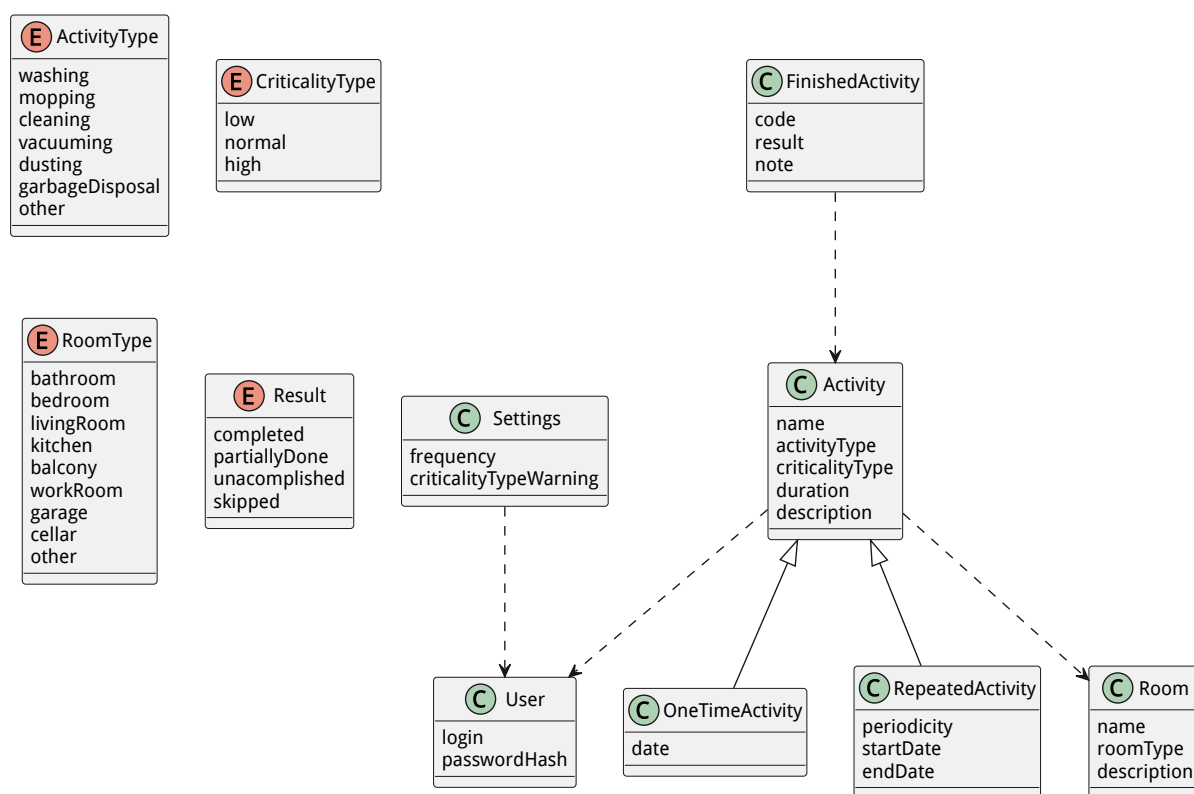 E ActivityType
washing
mopping
cleaning
vacuuming
dusting
garbageDisposal
other
E CriticalityType
low
normal
high
C FinishedActivity
code
result
note
E RoomType
bathroom
bedroom
livingRoom
kitchen
balcony
workRoom
garage
cellar
other
E Result
completed
partiallyDone
unacomplished
skipped
C Settings
frequency
criticalityTypeWarning
C Activity
name
activityType
criticalityType
duration
description
C User
login
passwordHash
C OneTimeActivity
date
C RepeatedActivity
periodicity
startDate
endDate
C Room
name
roomType
description